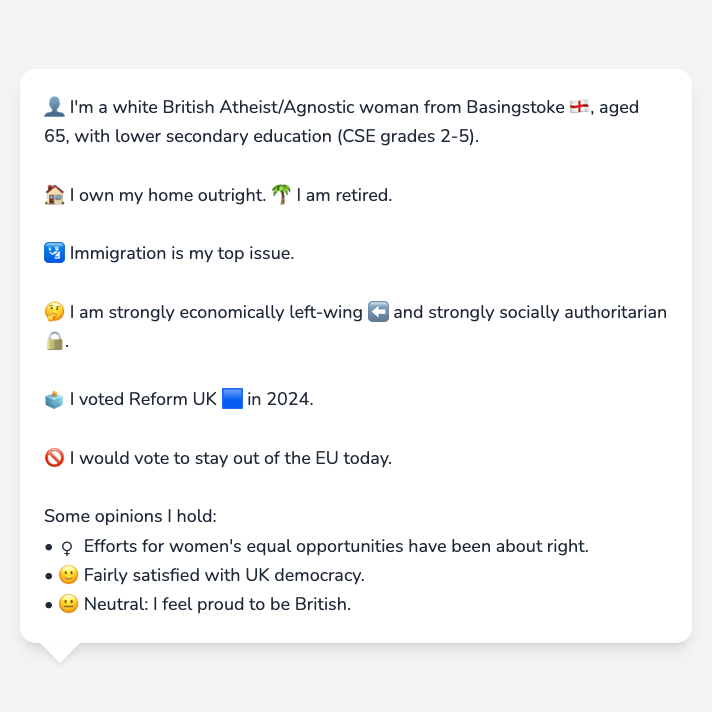 👤 I'm a white British Atheist/Agnostic woman from Basingstoke 🏴󠁧󠁢󠁥󠁮󠁧󠁿, aged
65, with lower secondary education (CSE grades 2-5).
🏠 I own my home outright. 🌴 I am retired.
🛂 Immigration is my top issue.
🤔 I am strongly economically left-wing ⬅️ and strongly socially authoritarian
🔒.
🗳️ I voted Reform UK 🟦 in 2024.
🚫 I would vote to stay out of the EU today.
Some opinions I hold:
• ♀ Efforts for women's equal opportunities have been about right.
• 🙂 Fairly satisfied with UK democracy.
• 😐 Neutral: I feel proud to be British.